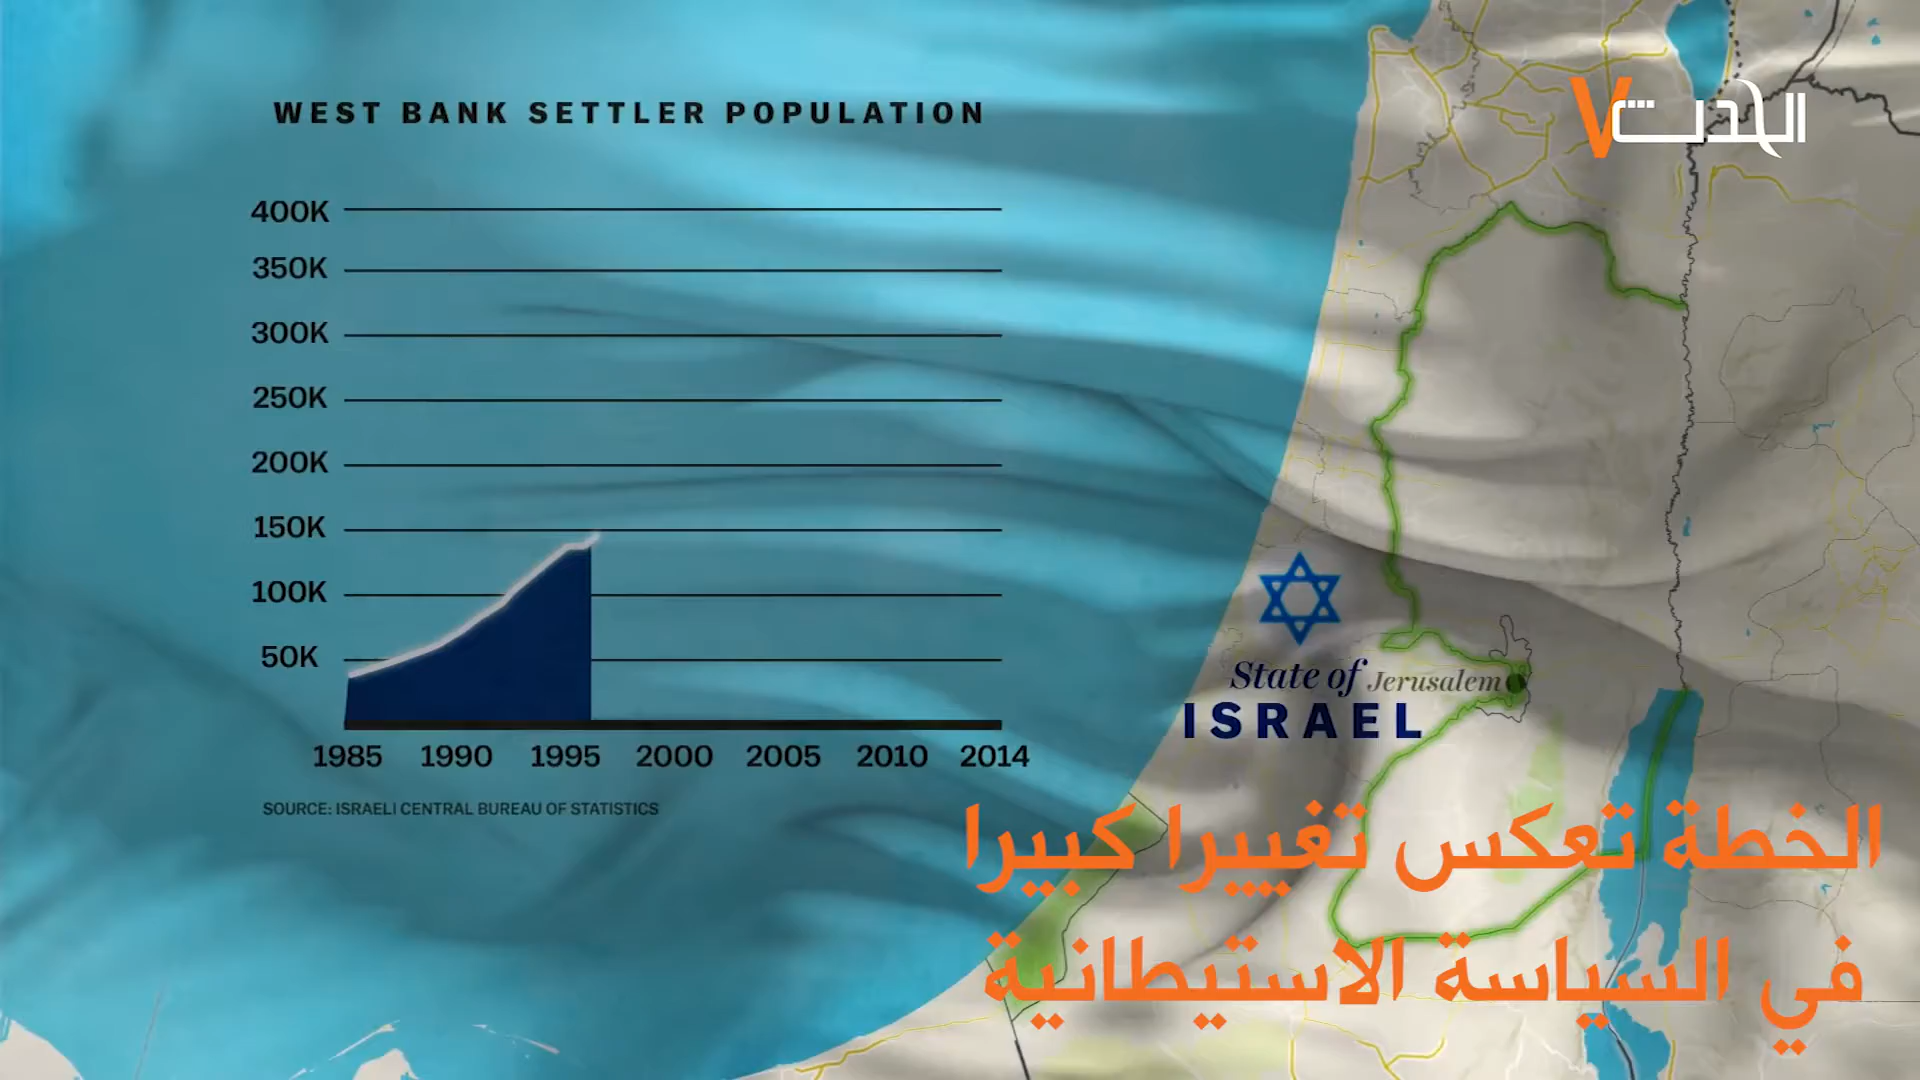 WEST BANK SETTLER POPULATION
الحدث
400K
350K
300K
250K
200K
150K
100K
50K
1985 1990 1995 2000 2005 2010 2014
SOURCE: ISRAELI CENTRAL BUREAU OF STATISTICS
State of
ISRAEL
Jerusalem
الخطة تعكس تغييرا كبيرا
في السياسة الاستيطانية